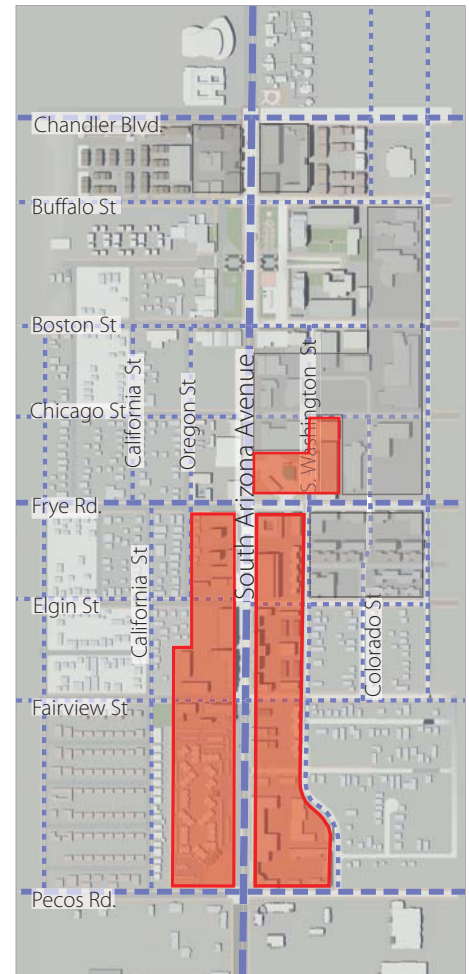 Chandler Blvd.
Buffalo St
Boston St
California St
Oregon St
South Arizona Avenue
S. Washington St
Chicago St
Frye Rd.
California St
Elgin St
Colorado St
Fairview St
Pecos Rd.